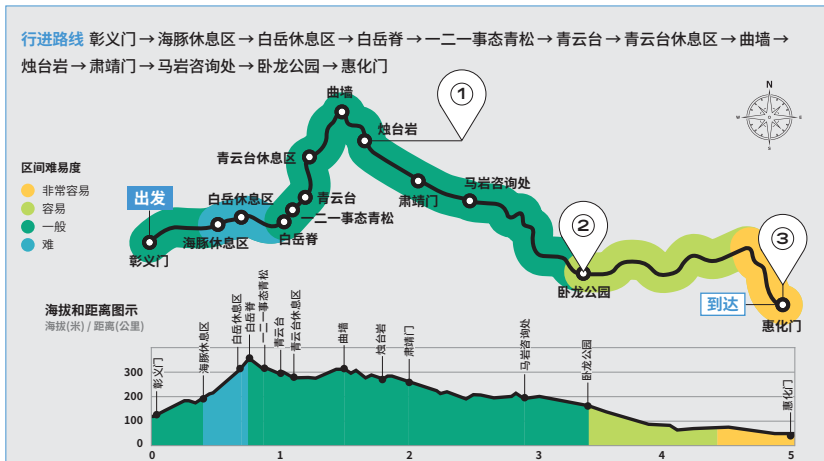 行进路线 彰义门→海豚休息区→白岳休息区→白岳脊→一二一事态青松→青云台→青云台休息区→曲墙→
烛台岩→肃靖门→马岩咨询处→卧龙公园→惠化门
N
W
E
S
曲墙
①
烛台岩
青云台休息区
马岩咨询处
区间难易度
非常容易
容易
一般
难
出发
白岳休息区
青云台
一二一事态青松
肃靖门
海豚休息区
白岳脊
彰义门
②
卧龙公园
③
到达
惠化门
海拔和距离图示
海拔(米) / 距离(公里)
彰义门
海豚休息区
白岳休息区
白岳脊
一二一事态青松
青云台
青云台休息区
曲墙
烛台岩
肃靖门
马岩咨询处
卧龙公园
惠化门
300
200
100
0
0 1 2 3 4 5